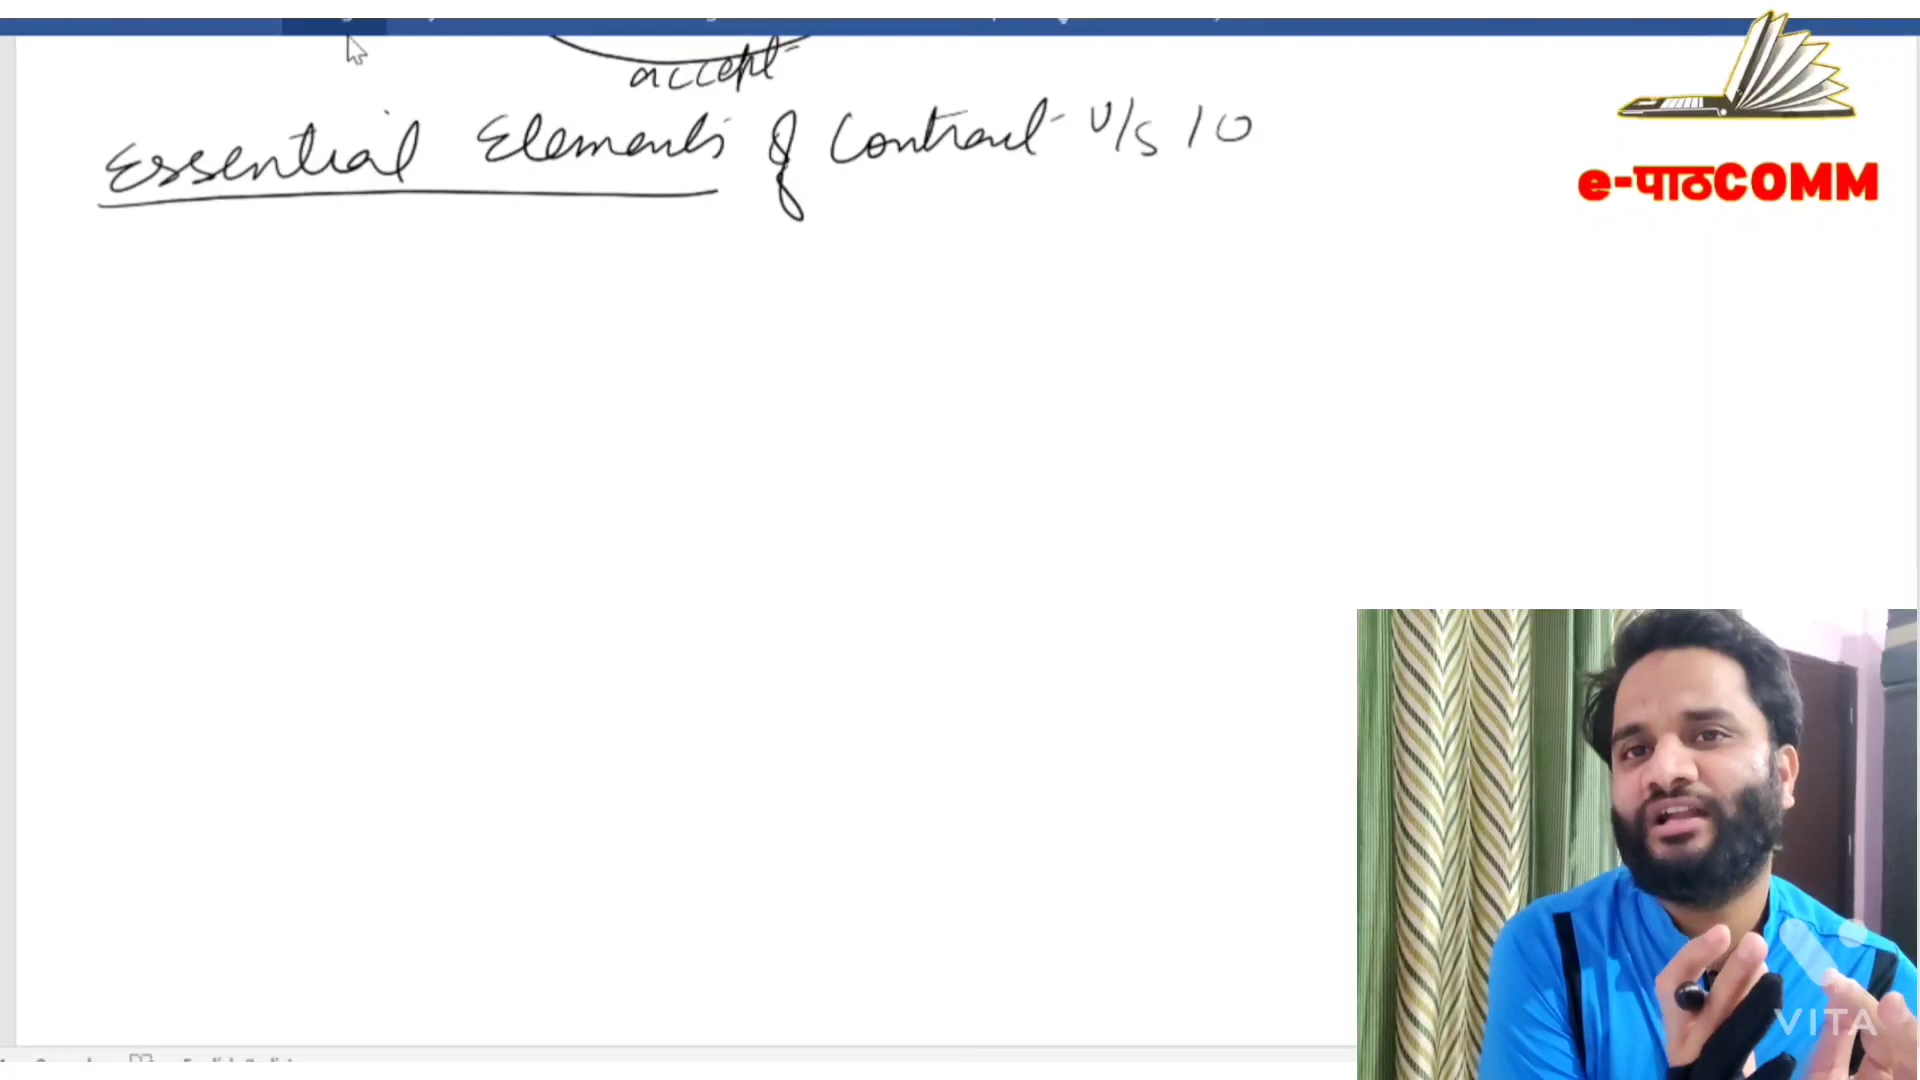 accept
Essential Elements of Contract u/s 10
e-पाठCOMM
VITA